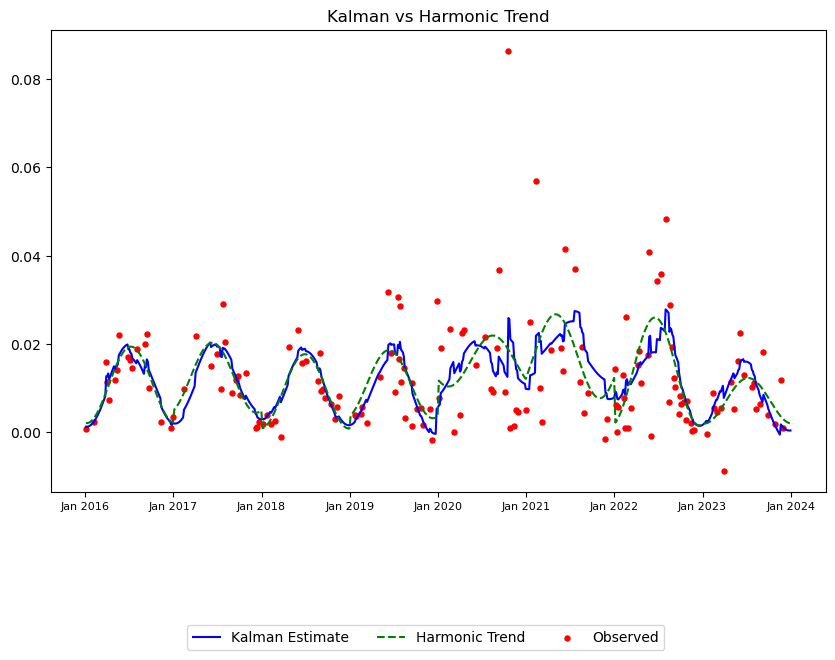 Kalman vs Harmonic Trend
0.08
0.06
0.04
0.02
0.00
Jan 2016 Jan 2017 Jan 2018 Jan 2019 Jan 2020 Jan 2021 Jan 2022 Jan 2023 Jan 2024
Kalman Estimate Harmonic Trend Observed